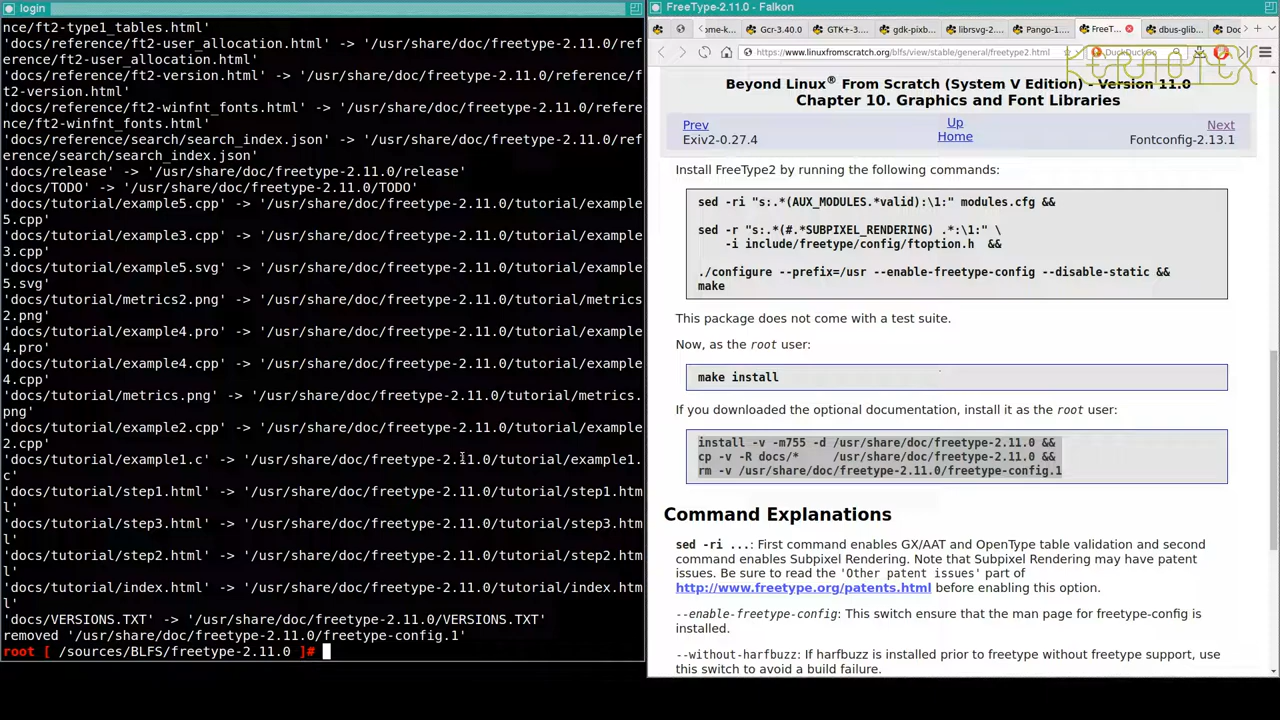 login
nce/ft2-type1_tables.html'
'docs/reference/ft2-user_allocation.html' -> '/usr/share/doc/freetype-2.11.0/ref
erence/ft2-user_allocation.html'
'docs/reference/ft2-version.html' -> '/usr/share/doc/freetype-2.11.0/reference/f
t2-version.html'
'docs/reference/ft2-winfnt_fonts.html' -> '/usr/share/doc/freetype-2.11.0/refere
nce/ft2-winfnt_fonts.html'
'docs/reference/search/search_index.json' -> '/usr/share/doc/freetype-2.11.0/ref
erence/search/search_index.json'
'docs/release' -> '/usr/share/doc/freetype-2.11.0/release'
'docs/TODO' -> '/usr/share/doc/freetype-2.11.0/TODO'
'docs/tutorial/example5.cpp' -> '/usr/share/doc/freetype-2.11.0/tutorial/example
5.cpp'
'docs/tutorial/example3.cpp' -> '/usr/share/doc/freetype-2.11.0/tutorial/example
3.cpp'
'docs/tutorial/example5.svg' -> '/usr/share/doc/freetype-2.11.0/tutorial/example
5.svg'
'docs/tutorial/metrics2.png' -> '/usr/share/doc/freetype-2.11.0/tutorial/metrics
2.png'
'docs/tutorial/example4.pro' -> '/usr/share/doc/freetype-2.11.0/tutorial/example
4.pro'
'docs/tutorial/example4.cpp' -> '/usr/share/doc/freetype-2.11.0/tutorial/example
4.cpp'
'docs/tutorial/metrics.png' -> '/usr/share/doc/freetype-2.11.0/tutorial/metrics.
png'
'docs/tutorial/example2.cpp' -> '/usr/share/doc/freetype-2.11.0/tutorial/example
2.cpp'
'docs/tutorial/example1.c' -> '/usr/share/doc/freetype-2.11.0/tutorial/example1.
c'
'docs/tutorial/step1.html' -> '/usr/share/doc/freetype-2.11.0/tutorial/step1.htm
l'
'docs/tutorial/step3.html' -> '/usr/share/doc/freetype-2.11.0/tutorial/step3.htm
l'
'docs/tutorial/step2.html' -> '/usr/share/doc/freetype-2.11.0/tutorial/step2.htm
l'
'docs/tutorial/index.html' -> '/usr/share/doc/freetype-2.11.0/tutorial/index.htm
l'
'docs/VERSIONS.TXT' -> '/usr/share/doc/freetype-2.11.0/VERSIONS.TXT'
removed '/usr/share/doc/freetype-2.11.0/freetype-config.1'
root [ /sources/BLFS/freetype-2.11.0 ]#
FreeType-2.11.0 - Falkon
ome-k... Gcr-3.40.0 GTK+-3... gdk-pixb... librsvg-2... Pango-1... FreeT... dbus-glib... Doc
https://www.linuxfromscratch.org/blfs/view/stable/general/freetype2.html DuckDuckGo
KERNOTEX
Beyond Linux® From Scratch (System V Edition) - Version 11.0
Chapter 10. Graphics and Font Libraries
Prev Up Next
Exiv2-0.27.4 Home Fontconfig-2.13.1
Install FreeType2 by running the following commands:
sed -ri "s:.*(AUX_MODULES.*valid):\1:" modules.cfg &&
sed -r "s:.*(#.*SUBPIXEL_RENDERING) .*:\1:" \
-i include/freetype/config/ftoption.h &&
./configure --prefix=/usr --enable-freetype-config --disable-static &&
make
This package does not come with a test suite.
Now, as the root user:
make install
If you downloaded the optional documentation, install it as the root user:
install -v -m755 -d /usr/share/doc/freetype-2.11.0 &&
cp -v -R docs/* /usr/share/doc/freetype-2.11.0 &&
rm -v /usr/share/doc/freetype-2.11.0/freetype-config.1
Command Explanations
sed -ri ...: First command enables GX/AAT and OpenType table validation and second
command enables Subpixel Rendering. Note that Subpixel Rendering may have patent
issues. Be sure to read the 'Other patent issues' part of
http://www.freetype.org/patents.html before enabling this option.
--enable-freetype-config: This switch ensure that the man page for freetype-config is
installed.
--without-harfbuzz: If harfbuzz is installed prior to freetype without freetype support, use
this switch to avoid a build failure.